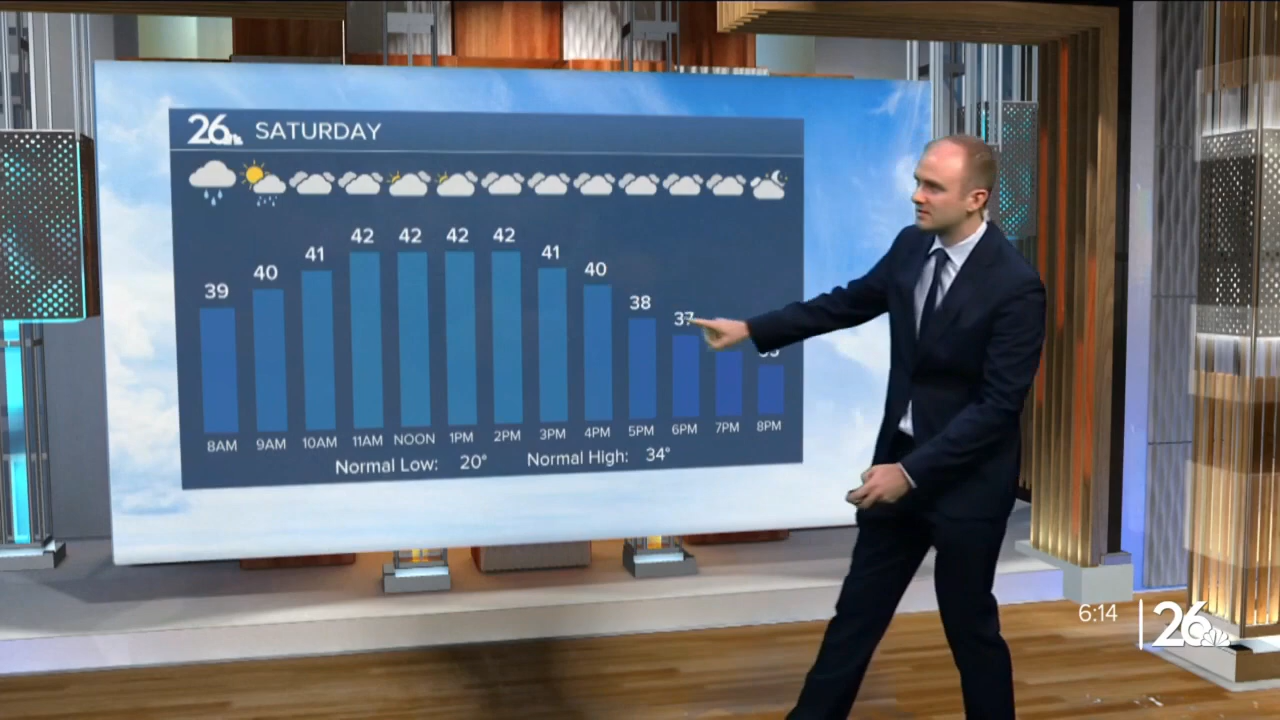 26 SATURDAY
39 40 41 42 42 42 42 41 40 38 37
8AM 9AM 10AM 11AM NOON 1PM 2PM 3PM 4PM 5PM 6PM 7PM 8PM
Normal Low: 20° Normal High: 34°
6:14 26